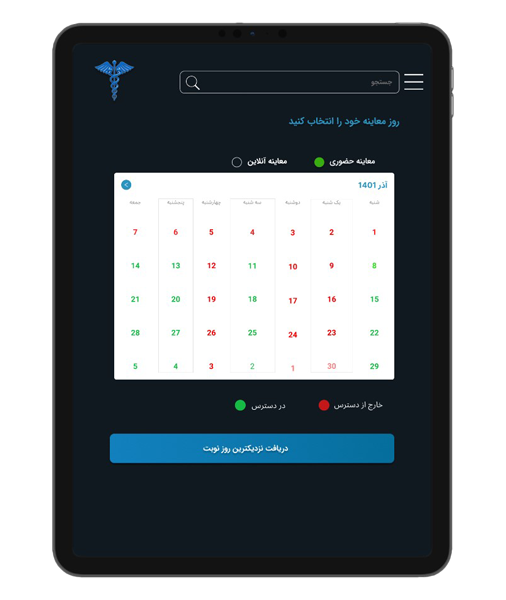 جستجو
روز معاینه خود را انتخاب کنید
معاینه حضوری معاینه آنلاین
آذر 1401 <
شنبه یک شنبه دوشنبه سه شنبه چهارشنبه پنجشنبه جمعه
1 2 3 4 5 6 7
8 9 10 11 12 13 14
15 16 17 18 19 20 21
22 23 24 25 26 27 28
29 30 1 2 3 4 5
خارج از دسترس در دسترس
دریافت نزدیکترین روز نوبت